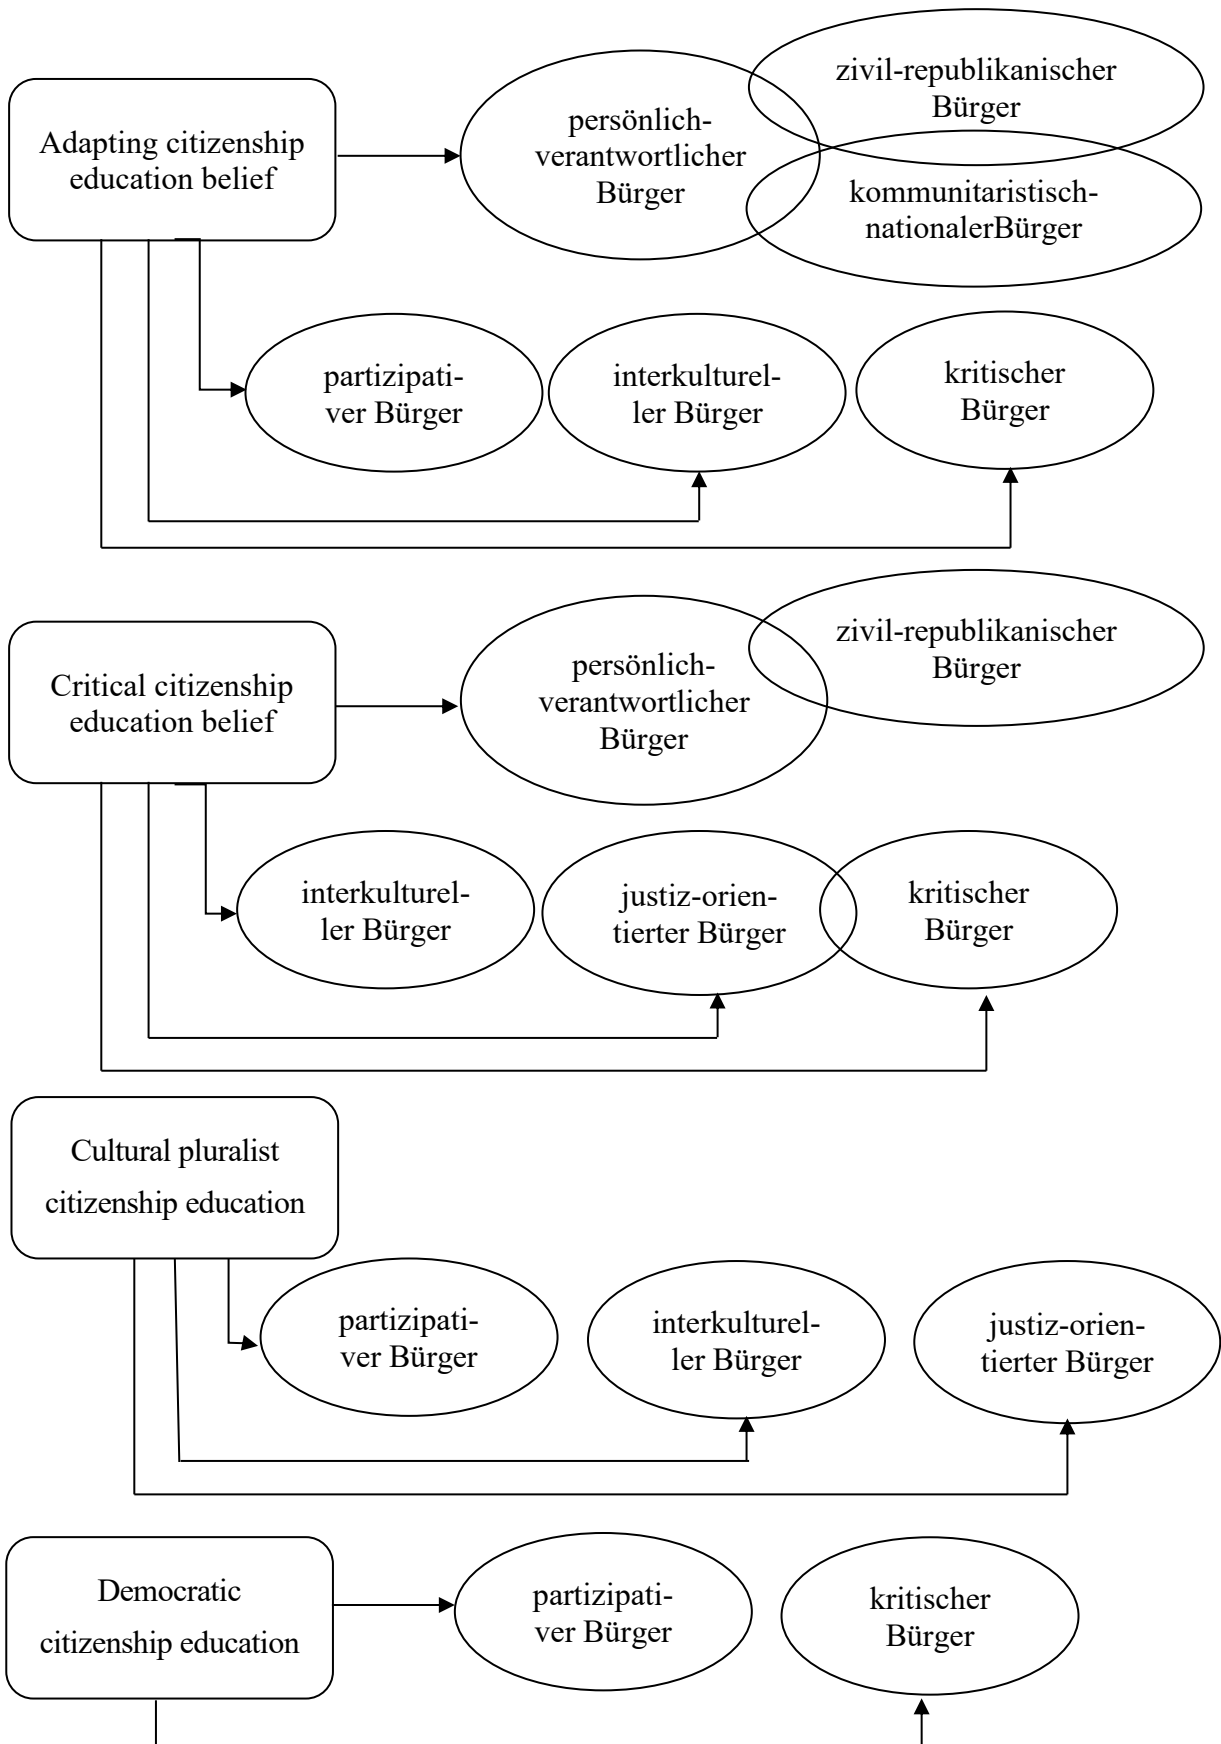 zivil-republikanischer
Bürger
Adapting citizenship
education belief
persönlich-
verantwortlicher
Bürger
kommunitaristisch-
nationalerBürger
partizipati-
ver Bürger
interkulturel-
ller Bürger
kritischer
Bürger
Critical citizenship
education belief
persönlich-
verantwortlicher
Bürger
zivil-republikanischer
Bürger
interkulturel-
ller Bürger
justiz-orien-
tierter Bürger
kritischer
Bürger
Cultural pluralist
citizenship education
partizipati-
ver Bürger
interkulturel-
ller Bürger
justiz-orien-
tierter Bürger
Democratic
citizenship education
partizipati-
ver Bürger
kritischer
Bürger